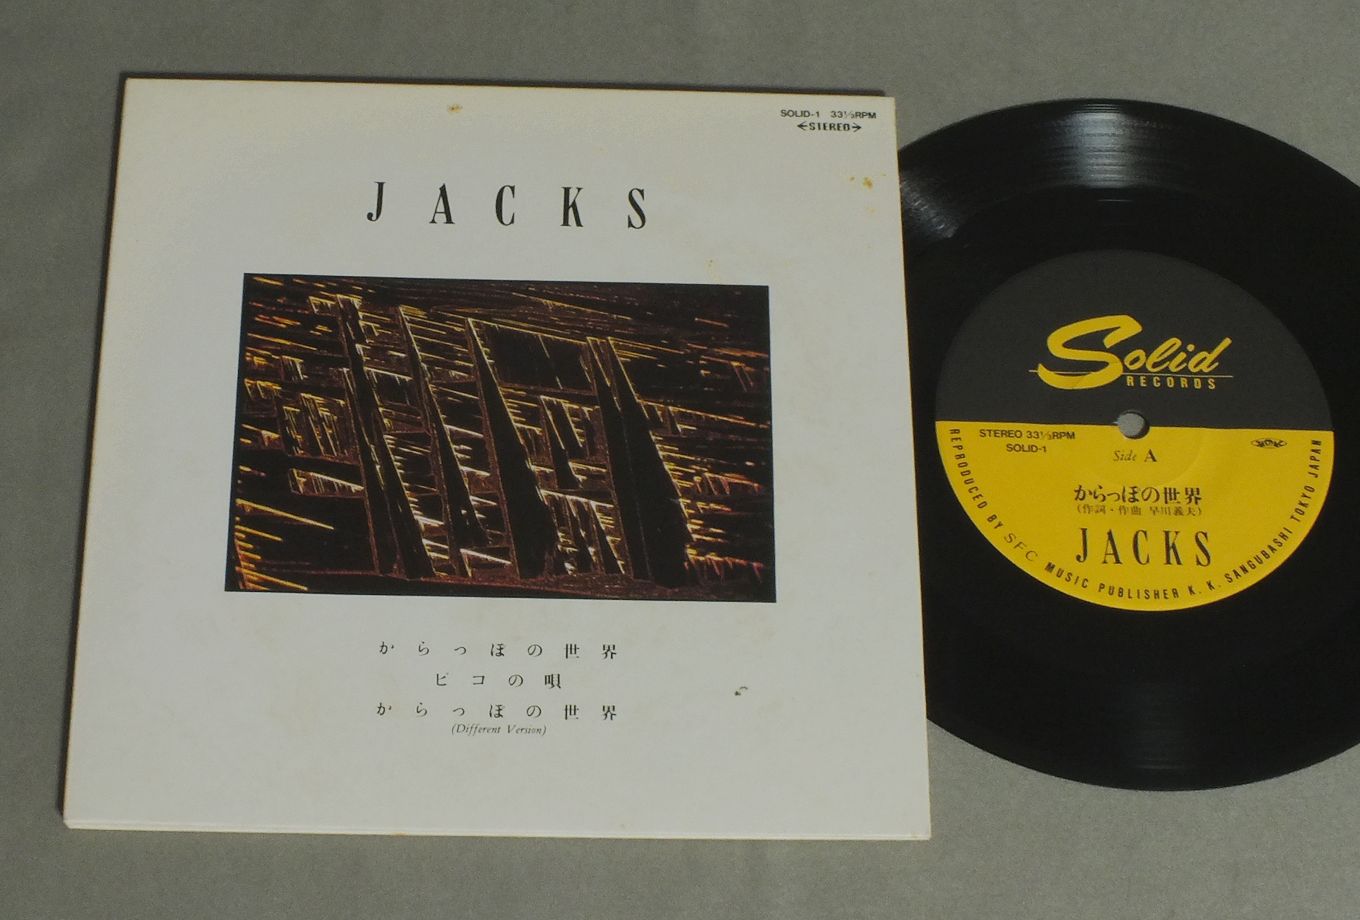 SOLID-1 33⅓RPM
←STEREO→
JACKS
からっぽの世界
ピコの唄
からっぽの世界
(Different Version)
Solid
RECORDS
STEREO 33⅓RPM
SOLID-1
Side A
からっぽの世界
(作詞・作曲 早川義夫)
JACKS
REPRODUCED BY SFC MUSIC PUBLISHER K. K. SANGUBASHI TOKYO JAPAN